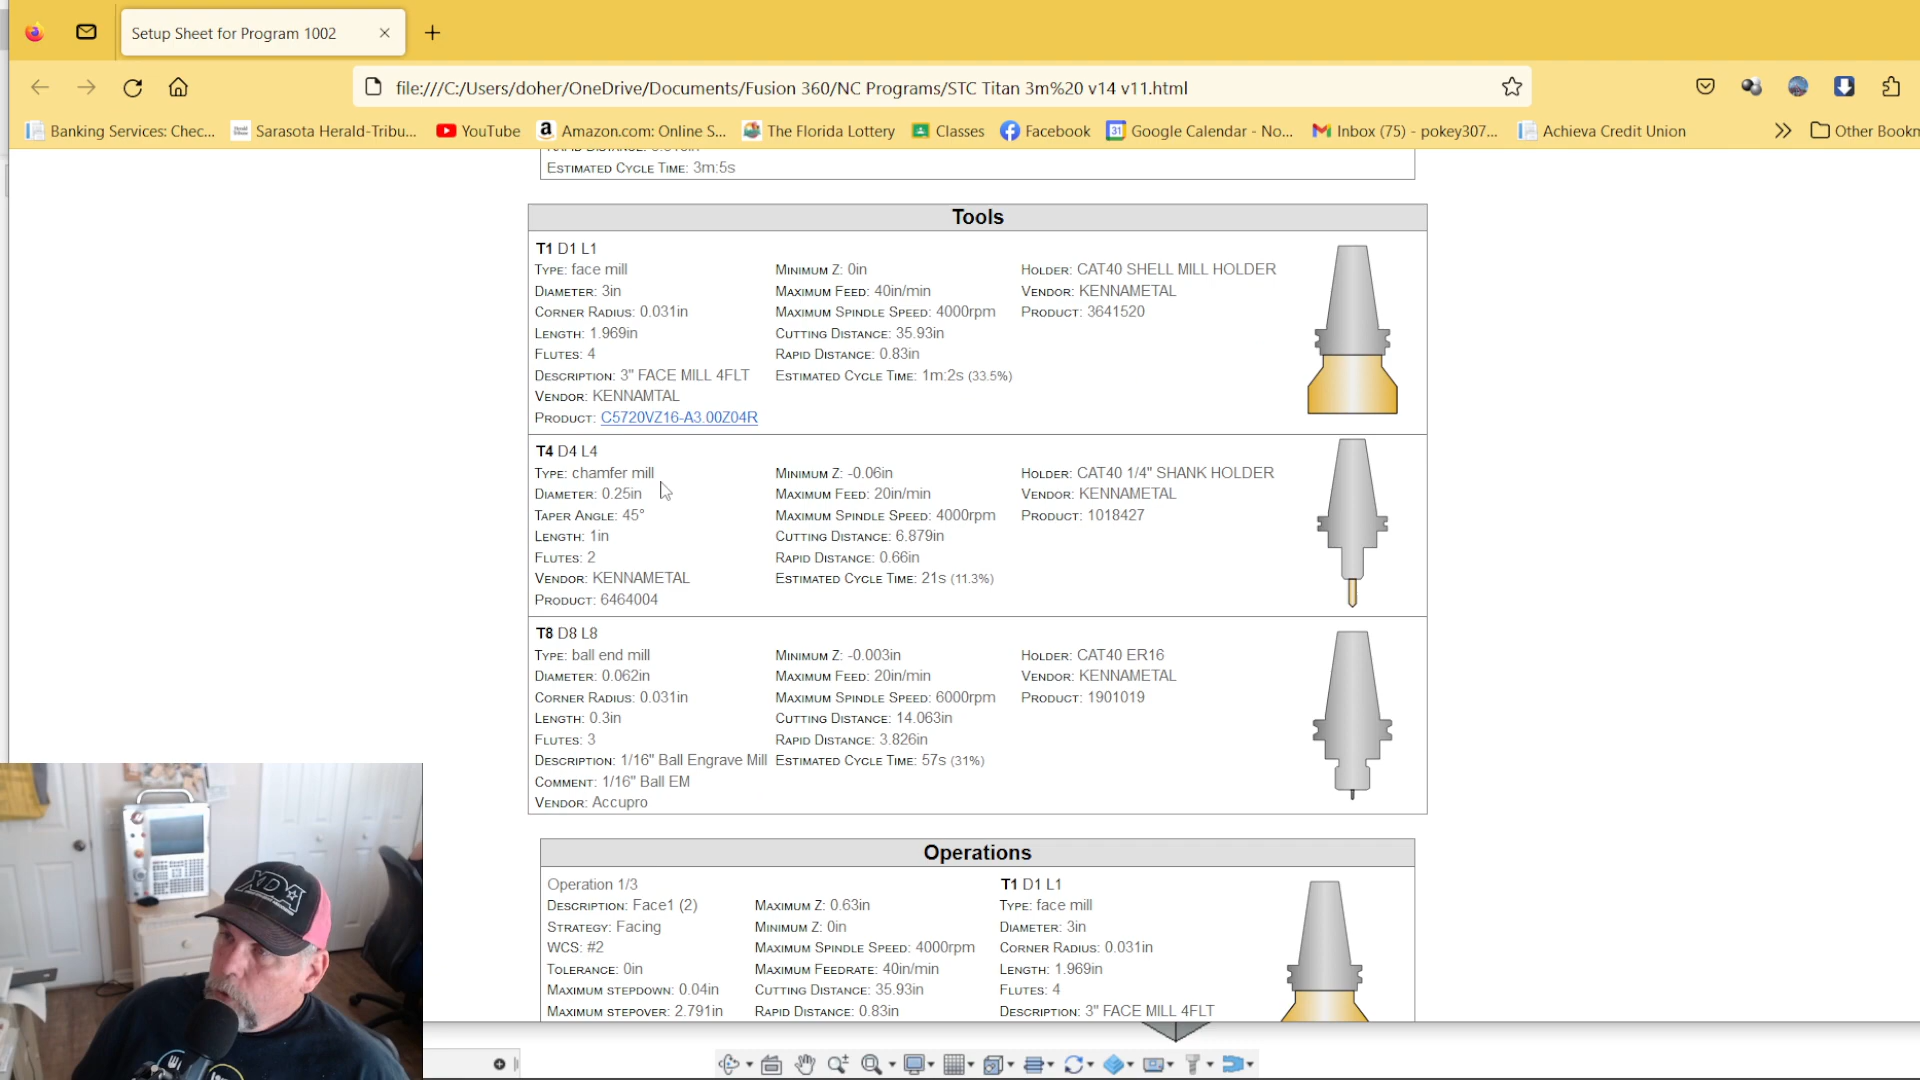 Setup Sheet for Program 1002
file:///C:/Users/doher/OneDrive/Documents/Fusion 360/NC Programs/STC Titan 3m%20 v14 v11.html
Banking Services: Chec... Sarasota Herald-Tribu... YouTube Amazon.com: Online S... The Florida Lottery Classes Facebook Google Calendar - No... Inbox (75) - pokey307... Achieva Credit Union Other Bookm
ESTIMATED CYCLE TIME: 3m:5s
Tools
T1 D1 L1
TYPE: face mill MINIMUM Z: 0in HOLDER: CAT40 SHELL MILL HOLDER
DIAMETER: 3in MAXIMUM FEED: 40in/min VENDOR: KENNAMETAL
CORNER RADIUS: 0.031in MAXIMUM SPINDLE SPEED: 4000rpm PRODUCT: 3641520
LENGTH: 1.969in CUTTING DISTANCE: 35.93in
FLUTES: 4 RAPID DISTANCE: 0.83in
DESCRIPTION: 3" FACE MILL 4FLT ESTIMATED CYCLE TIME: 1m:2s (33.5%)
VENDOR: KENNAMTAL
PRODUCT: C5720VZ16-A3.00Z04R
T4 D4 L4
TYPE: chamfer mill MINIMUM Z: -0.06in HOLDER: CAT40 1/4" SHANK HOLDER
DIAMETER: 0.25in MAXIMUM FEED: 20in/min VENDOR: KENNAMETAL
TAPER ANGLE: 45° MAXIMUM SPINDLE SPEED: 4000rpm PRODUCT: 1018427
LENGTH: 1in CUTTING DISTANCE: 6.879in
FLUTES: 2 RAPID DISTANCE: 0.66in
VENDOR: KENNAMETAL ESTIMATED CYCLE TIME: 21s (11.3%)
PRODUCT: 6464004
T8 D8 L8
TYPE: ball end mill MINIMUM Z: -0.003in HOLDER: CAT40 ER16
DIAMETER: 0.062in MAXIMUM FEED: 20in/min VENDOR: KENNAMETAL
CORNER RADIUS: 0.031in MAXIMUM SPINDLE SPEED: 6000rpm PRODUCT: 1901019
LENGTH: 0.3in CUTTING DISTANCE: 14.063in
FLUTES: 3 RAPID DISTANCE: 3.826in
DESCRIPTION: 1/16" Ball Engrave Mill ESTIMATED CYCLE TIME: 57s (31%)
COMMENT: 1/16" Ball EM
VENDOR: Accupro
Operations
Operation 1/3 T1 D1 L1
DESCRIPTION: Face1 (2) MAXIMUM Z: 0.63in TYPE: face mill
STRATEGY: Facing MINIMUM Z: 0in DIAMETER: 3in
WCS: #2 MAXIMUM SPINDLE SPEED: 4000rpm CORNER RADIUS: 0.031in
TOLERANCE: 0in MAXIMUM FEEDRATE: 40in/min LENGTH: 1.969in
MAXIMUM STEPDOWN: 0.04in CUTTING DISTANCE: 35.93in FLUTES: 4
MAXIMUM STEPOVER: 2.791in RAPID DISTANCE: 0.83in DESCRIPTION: 3" FACE MILL 4FLT
XDA